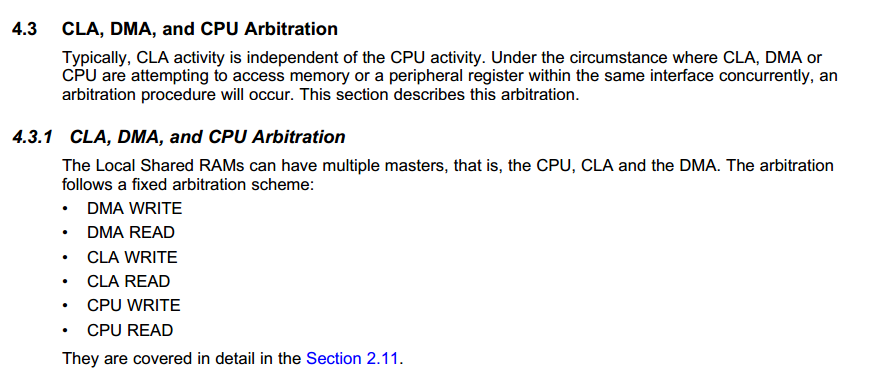 4.3 CLA, DMA, and CPU Arbitration
Typically, CLA activity is independent of the CPU activity. Under the circumstance where CLA, DMA or
CPU are attempting to access memory or a peripheral register within the same interface concurrently, an
arbitration procedure will occur. This section describes this arbitration.
4.3.1 CLA, DMA, and CPU Arbitration
The Local Shared RAMs can have multiple masters, that is, the CPU, CLA and the DMA. The arbitration
follows a fixed arbitration scheme:
• DMA WRITE
• DMA READ
• CLA WRITE
• CLA READ
• CPU WRITE
• CPU READ
They are covered in detail in the Section 2.11.